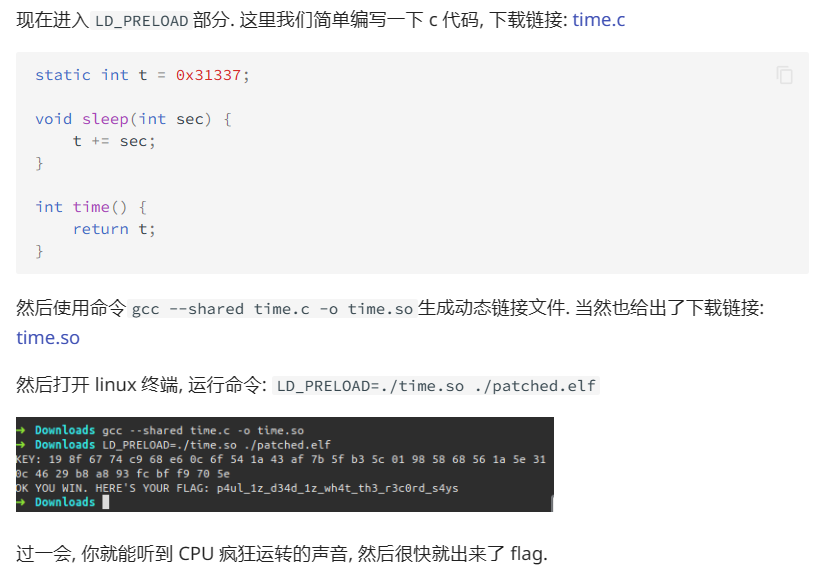 现在进入 LD_PRELOAD 部分. 这里我们简单编写一下 c 代码, 下载链接: time.c
static int t = 0x31337;
void sleep(int sec) {
t += sec;
}
int time() {
return t;
}
然后使用命令 gcc --shared time.c -o time.so 生成动态链接文件. 当然也给出了下载链接:
time.so
然后打开 linux 终端, 运行命令: LD_PRELOAD=./time.so ./patched.elf
➜ Downloads gcc --shared time.c -o time.so
➜ Downloads LD_PRELOAD=./time.so ./patched.elf
KEY: 19 8f 67 74 c9 68 e6 0c 6f 54 1a 43 af 7b 5f b3 5c 01 98 58 68 56 1a 5e 31
0c 46 29 b8 a8 93 fc bf f9 70 5e
OK YOU WIN. HERE'S YOUR FLAG: p4ul_1z_d34d_1z_wh4t_th3_r3c0rd_s4ys
➜ Downloads
过一会, 你就能听到 CPU 疯狂运转的声音, 然后很快就出来了 flag.